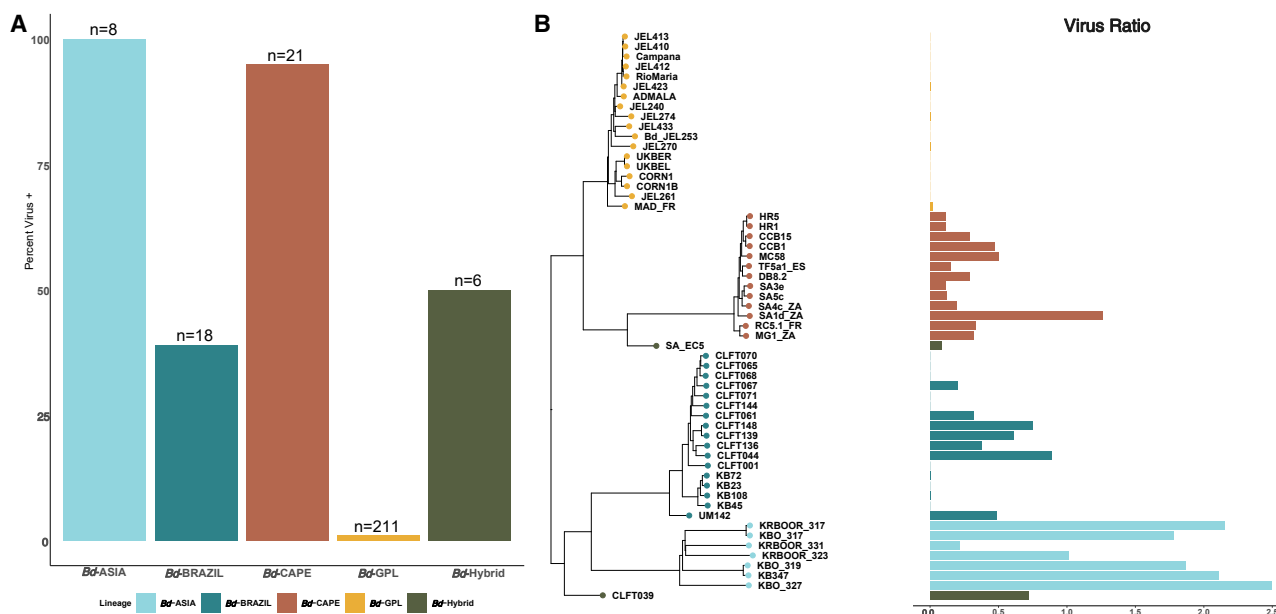 A
Percent Virus +
100
75
50
25
0
n=8
n=18
n=21
n=211
n=6
Bd-ASIA
Bd-BRAZIL
Bd-CAPE
Bd-GPL
Bd-Hybrid
Lineage Bd-ASIA Bd-BRAZIL Bd-CAPE Bd-GPL Bd-Hybrid
B
Virus Ratio
JEL413
JEL410
Campana
JEL412
RioMaria
JEL423
ADMALA
JEL240
JEL274
JEL433
Bd_JEL253
JEL270
UKBER
UKBEL
CORN1
CORN1B
JEL261
MAD_FR
HR5
HR1
CCB15
CCB1
MC58
TF5a1_ES
DB8.2
SA3e
SA5c
SA4c_ZA
SA1d_ZA
RC5.1_FR
MG1_ZA
SA_EC5
CLFT070
CLFT065
CLFT068
CLFT067
CLFT071
CLFT144
CLFT061
CLFT148
CLFT139
CLFT136
CLFT044
CLFT001
KB72
KB23
KB108
KB45
UM142
KRBOOR_317
KBO_317
KRBOOR_331
KRBOOR_323
KBO_319
KB347
KBO_327
CLFT039
0.0 0.5 1.0 1.5 2.0 2.5